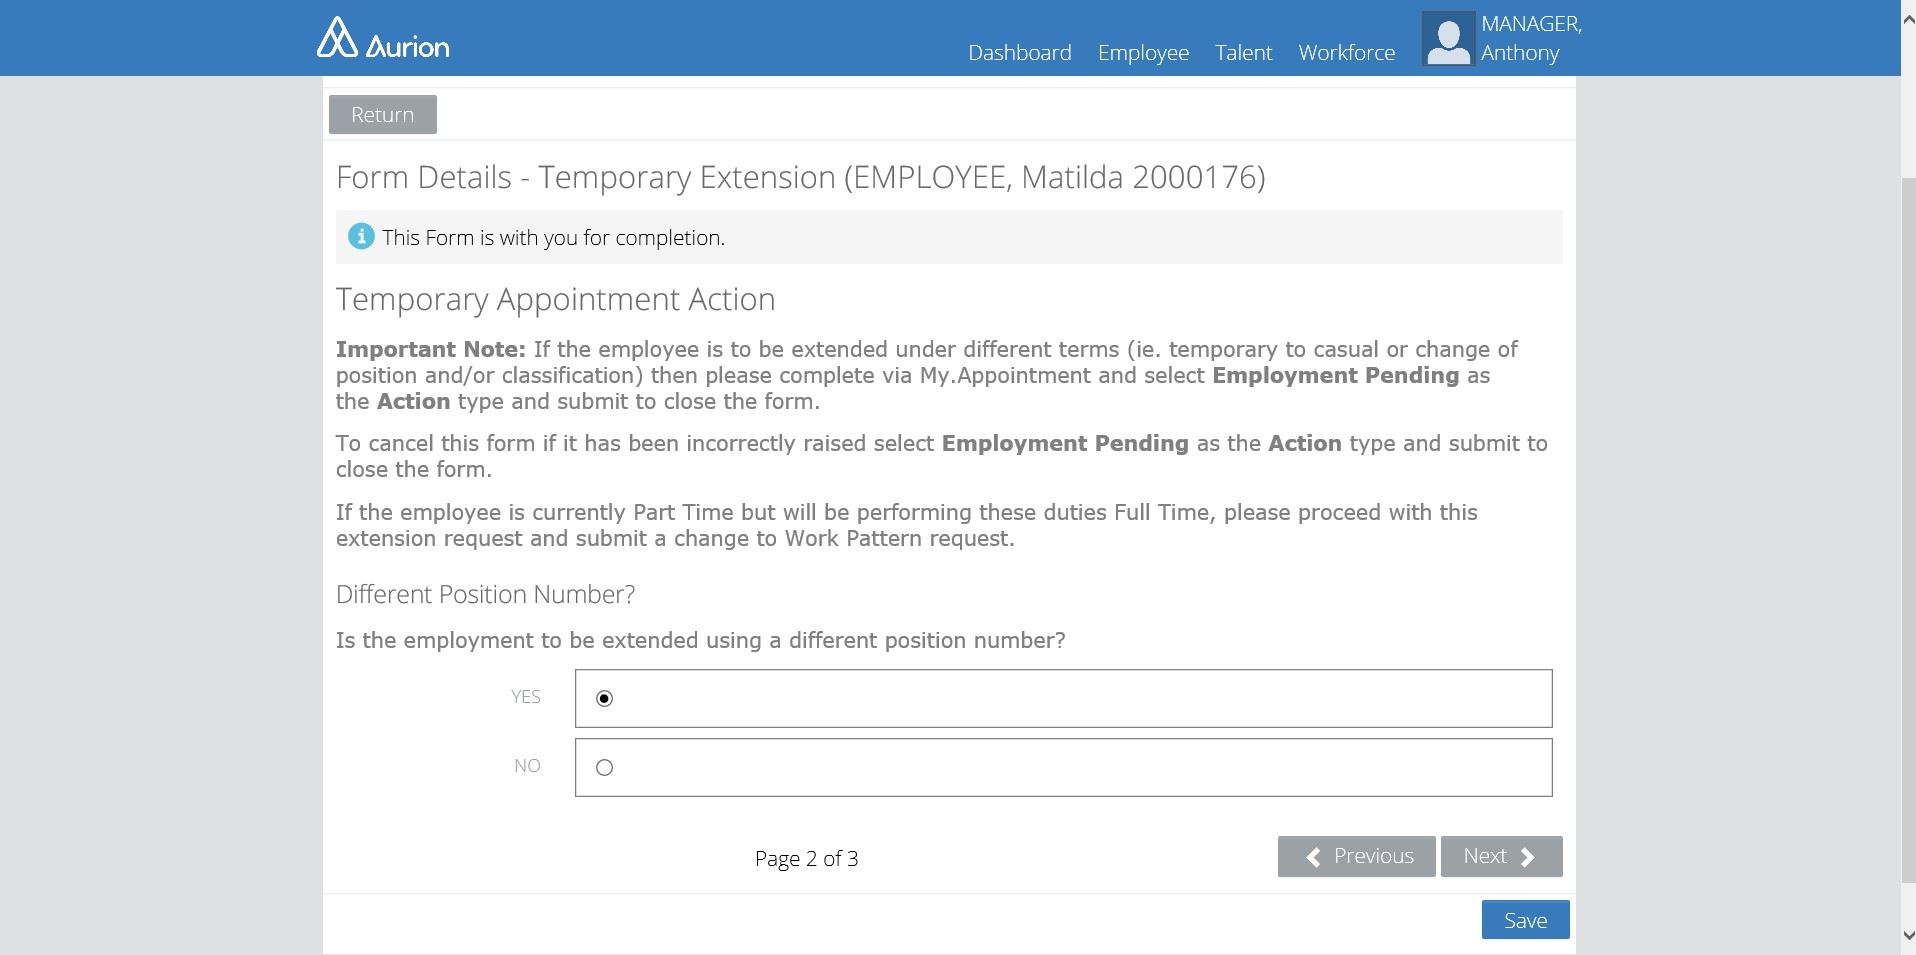 Aurion
Dashboard Employee Talent Workforce
MANAGER,
Anthony
Return
Form Details - Temporary Extension (EMPLOYEE, Matilda 2000176)
This Form is with you for completion.
Temporary Appointment Action
Important Note: If the employee is to be extended under different terms (ie. temporary to casual or change of
position and/or classification) then please complete via My.Appointment and select Employment Pending as
the Action type and submit to close the form.
To cancel this form if it has been incorrectly raised select Employment Pending as the Action type and submit to
close the form.
If the employee is currently Part Time but will be performing these duties Full Time, please proceed with this
extension request and submit a change to Work Pattern request.
Different Position Number?
Is the employment to be extended using a different position number?
YES
NO
Page 2 of 3
Previous
Next
Save